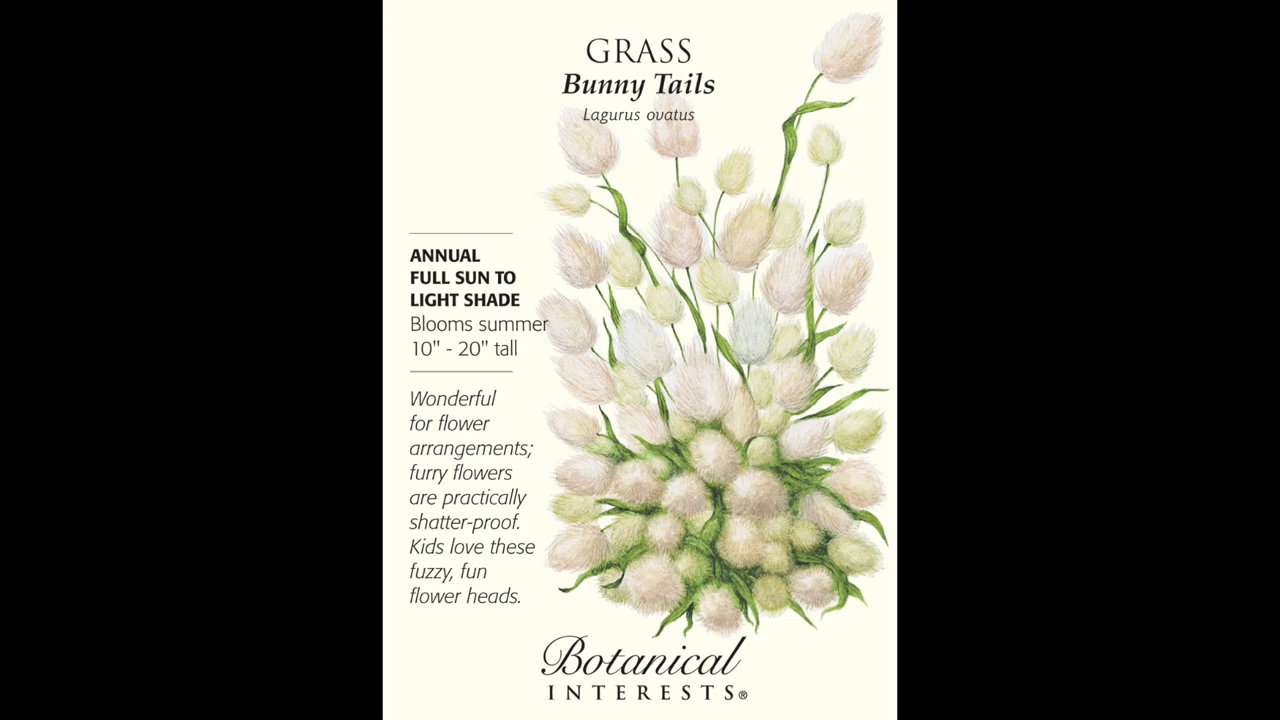 GRASS
Bunny Tails
Lagurus ovatus
ANNUAL
FULL SUN TO
LIGHT SHADE
Blooms summer
10" - 20" tall
Wonderful
for flower
arrangements;
furry flowers
are practically
shatter-proof.
Kids love these
fuzzy, fun
flower heads.
Botanical
INTERESTS®